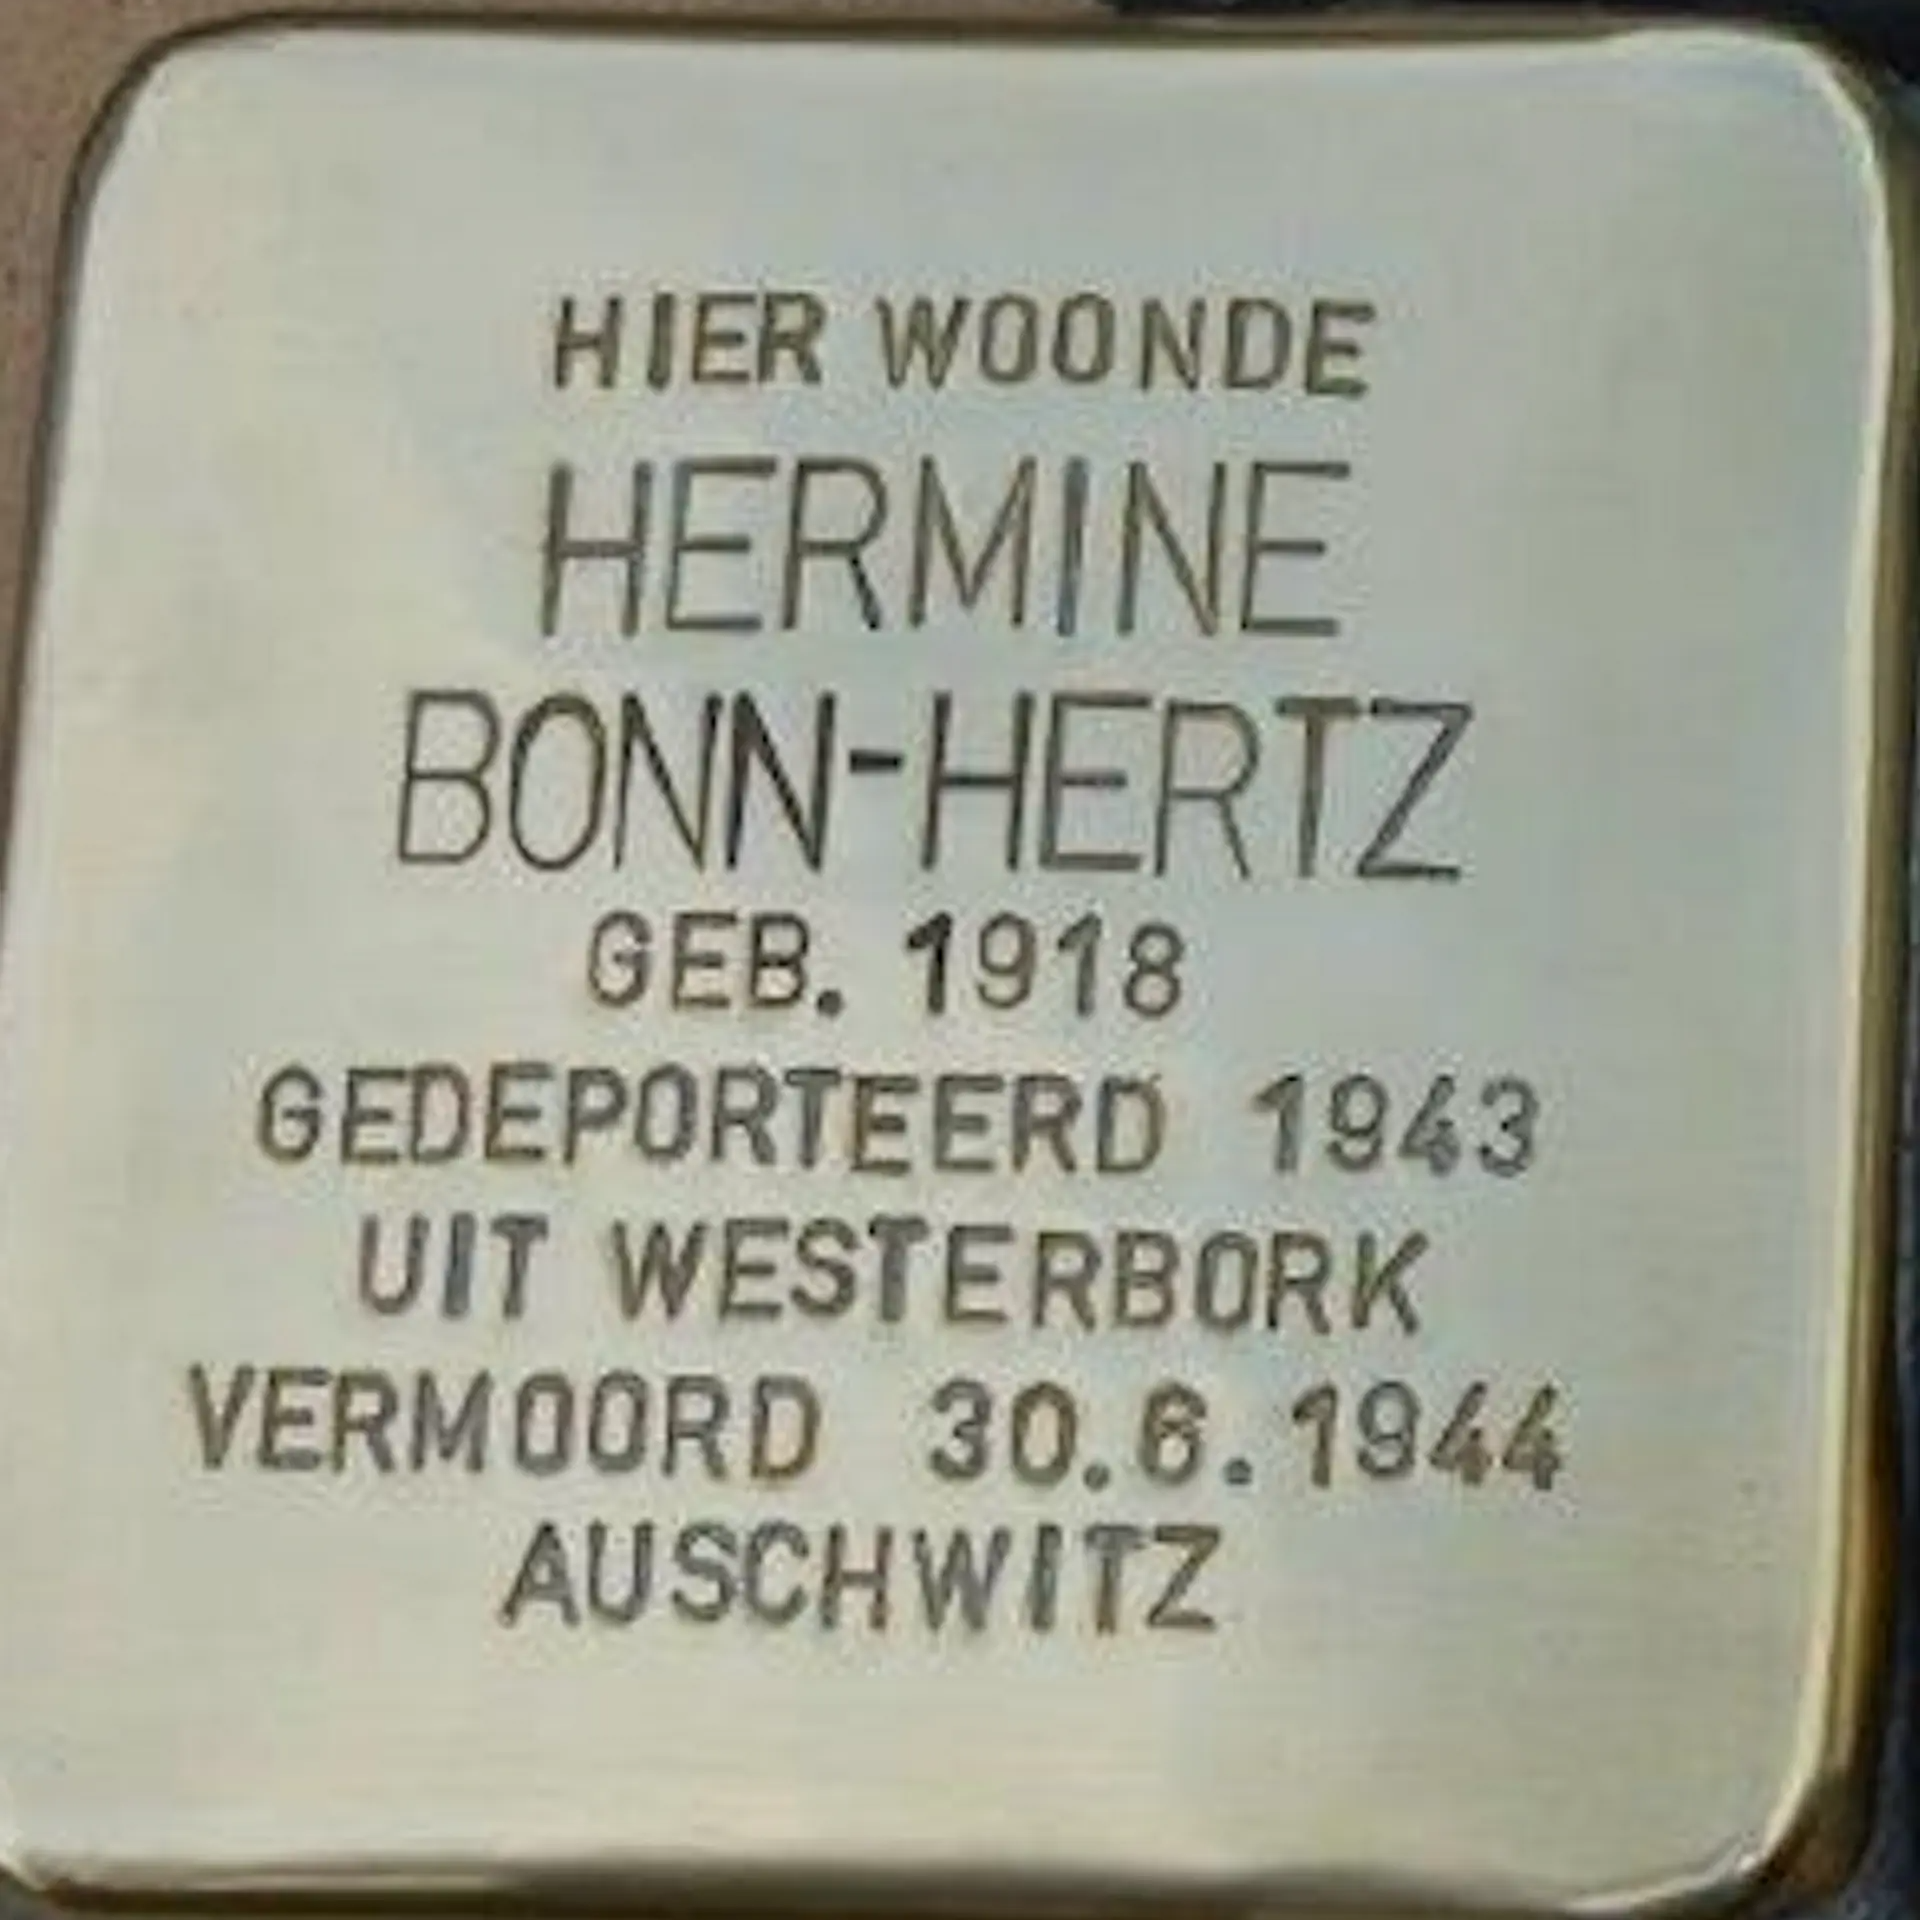 HIER WOONDE
HERMINE
BONN-HERTZ
GEB. 1918
GEDEPORTEERD 1943
UIT WESTERBORK
VERMOORD 30.6.1944
AUSCHWITZ